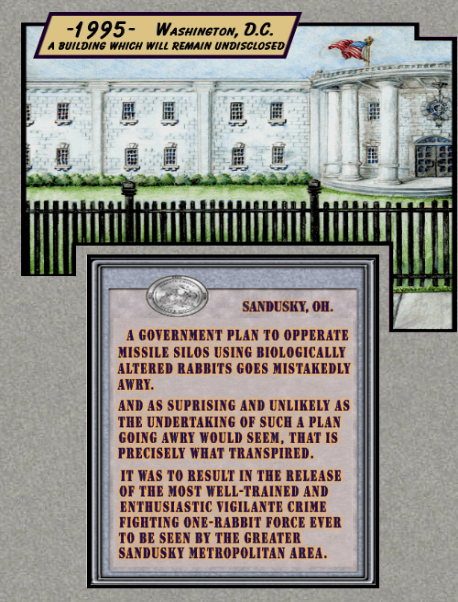 -1995- WASHINGTON, D.C.
A BUILDING WHICH WILL REMAIN UNDISCLOSED
SANDUSKY, OH.
A GOVERNMENT PLAN TO OPPERATE
MISSILE SILOS USING BIOLOGICALLY
ALTERED RABBITS GOES MISTAKEDLY
AWRY.
AND AS SUPRISING AND UNLIKELY AS
THE UNDERTAKING OF SUCH A PLAN
GOING AWRY WOULD SEEM, THAT IS
PRECISELY WHAT TRANSPIRED.
IT WAS TO RESULT IN THE RELEASE
OF THE MOST WELL-TRAINED AND
ENTHUSIASTIC VIGILANTE CRIME
FIGHTING ONE-RABBIT FORCE EVER
TO BE SEEN BY THE GREATER
SANDUSKY METROPOLITAN AREA.